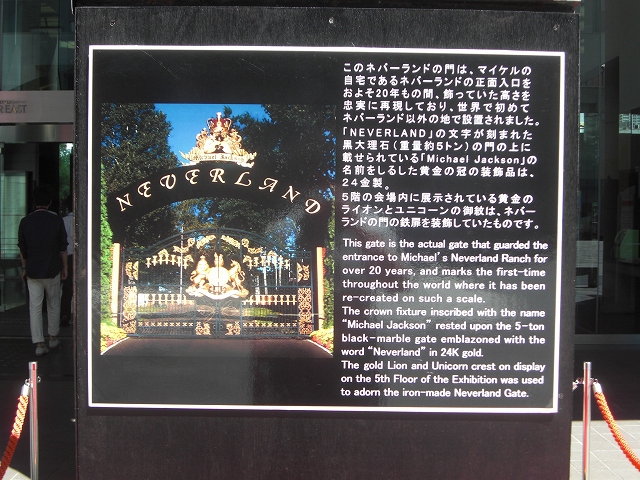 このネバーランドの門は、マイケルの
自宅であるネバーランドの正面入口を
およそ20年もの間、飾っていた高さを
忠実に再現しており、世界で初めて
ネバーランド以外の地で設置されました。
「NEVERLAND」の文字が刻まれた
黒大理石(重量約5トン)の門の上に
載せられている「Michael Jackson」の
名前をしるした黄金の冠の装飾品は、
24金製。
5階の会場内に展示されている黄金の
ライオンとユニコーンの御紋は、ネバー
ランドの門の鉄扉を装飾していたものです。
This gate is the actual gate that guarded the
entrance to Michael's Neverland Ranch for
over 20 years, and marks the first-time
throughout the world where it has been
re-created on such a scale.
The crown fixture inscribed with the name
"Michael Jackson" rested upon the 5-ton
black-marble gate emblazoned with the
word "Neverland" in 24K gold.
The gold Lion and Unicorn crest on display
on the 5th Floor of the Exhibition was used
to adorn the iron-made Neverland Gate.
Michael Jackson
NEVERLAND